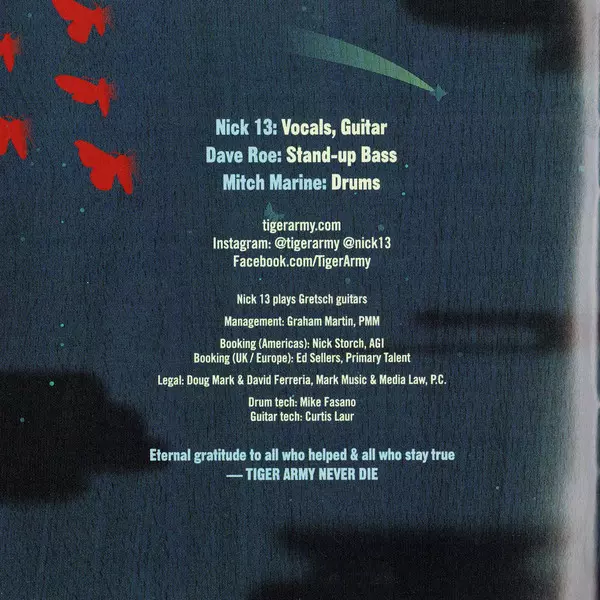 Nick 13: Vocals, Guitar
Dave Roe: Stand-up Bass
Mitch Marine: Drums
tigerarmy.com
Instagram: @tigerarmy @nick13
Facebook.com/TigerArmy
Nick 13 plays Gretsch guitars
Management: Graham Martin, PMM
Booking (Americas): Nick Storch, AGI
Booking (UK / Europe): Ed Sellers, Primary Talent
Legal: Doug Mark & David Ferreria, Mark Music & Media Law, P.C.
Drum tech: Mike Fasano
Guitar tech: Curtis Laur
Eternal gratitude to all who helped & all who stay true
— TIGER ARMY NEVER DIE